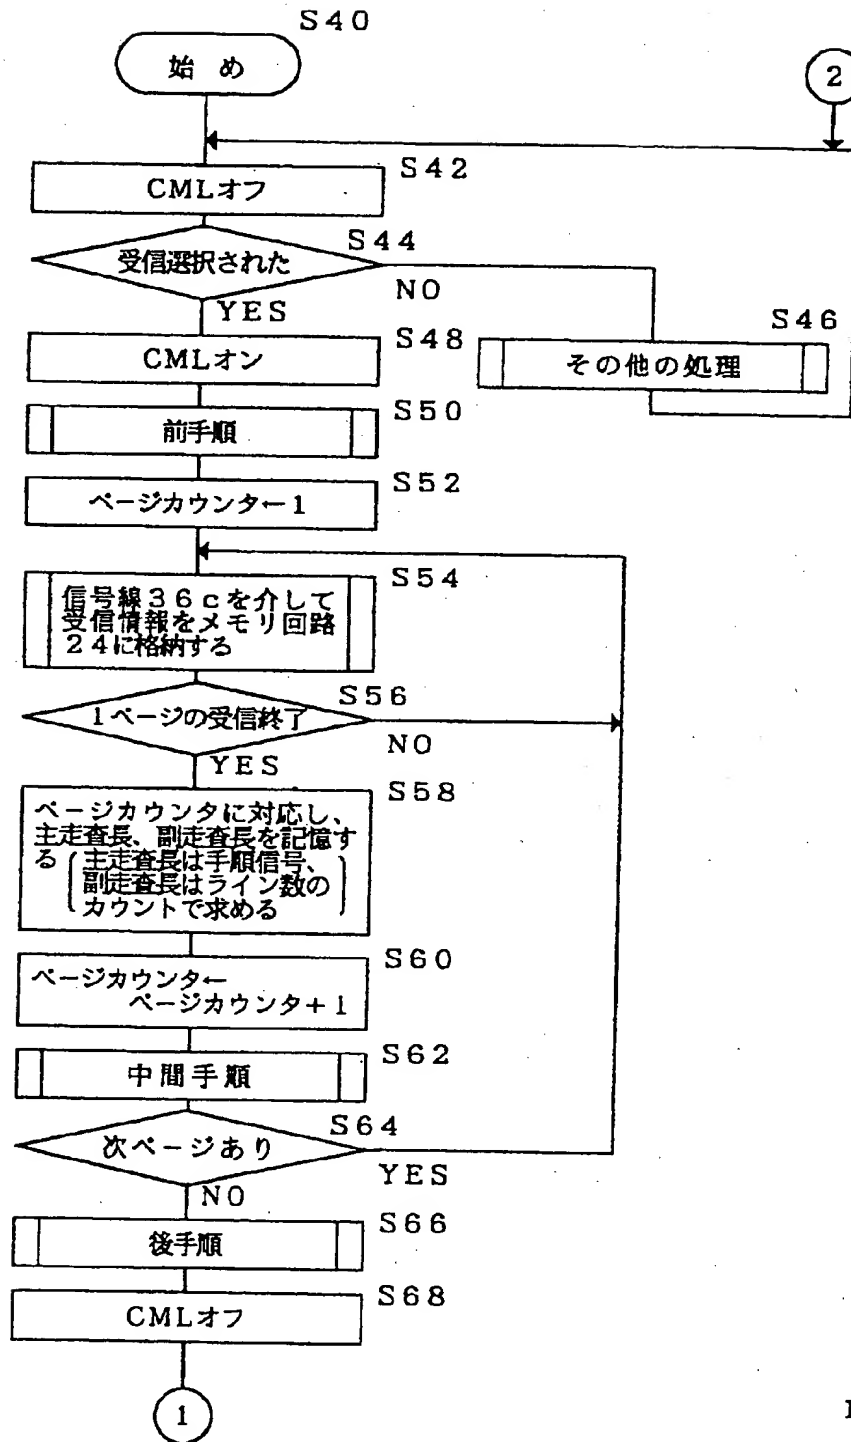 S40
始め
2
S42
CMLオフ
S44
受信選択された
NO
YES
S46
その他の処理
S48
CMLオン
S50
前手順
S52
ページカウンタ←1
S54
信号線36cを介して
受信情報をメモリ回路
24に格納する
S56
1ページの受信終了
NO
YES
S58
ページカウンタに対応し、
主走査長、副走査長を記憶す
る(主走査長は手順信号、
副走査長はライン数の
カウントで求める)
S60
ページカウンタ←
ページカウンタ+1
S62
中間手順
S64
次ページあり
YES
NO
S66
後手順
S68
CMLオフ
1